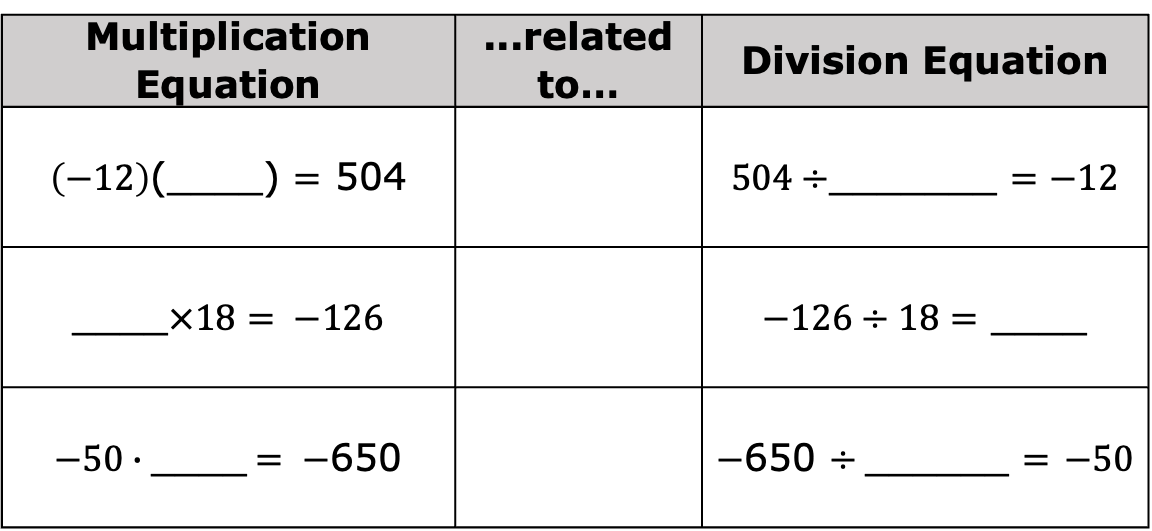 Multiplication
Equation
...related
to...
Division Equation
(−12)(_____) = 504
504 ÷_________ = −12
_____×18 = −126
−126 ÷ 18 = _____
−50 · _____ = −650
−650 ÷ _______ = −50